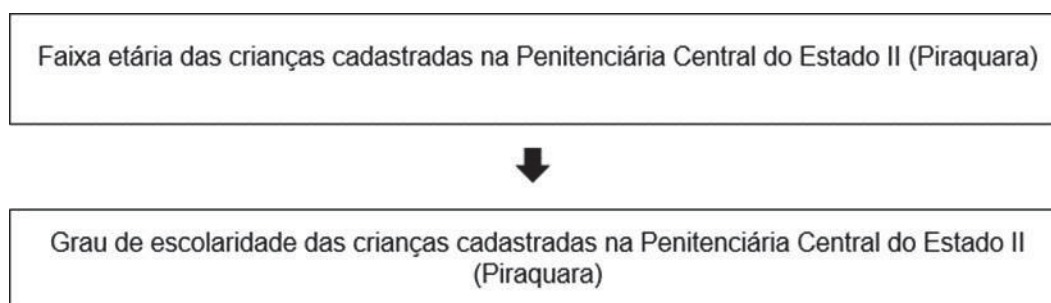 Faixa etária das crianças cadastradas na Penitenciária Central do Estado II (Piraquara)
Grau de escolaridade das crianças cadastradas na Penitenciária Central do Estado II
(Piraquara)